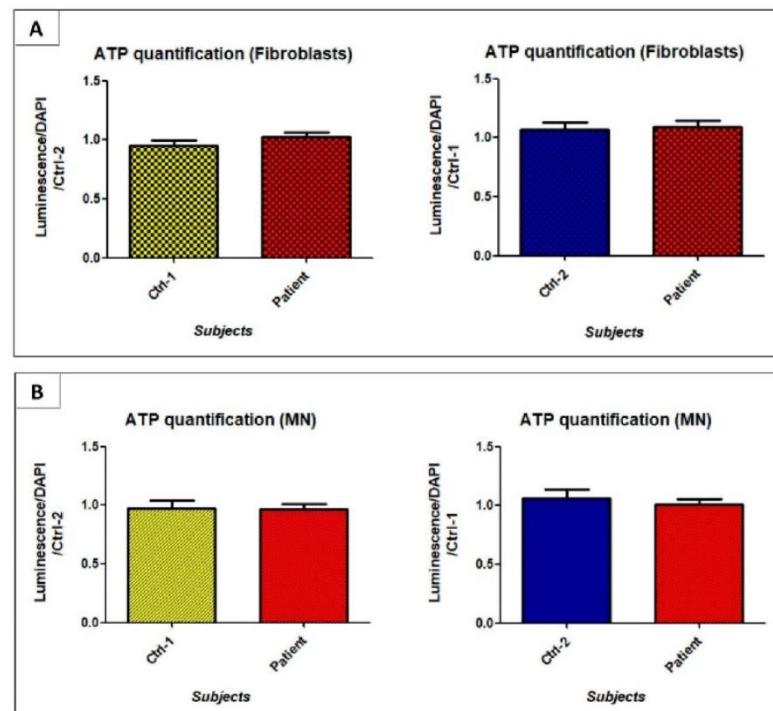 A
ATP quantification (Fibroblasts)
Luminescence/DAPI
/Ctrl-2
1.5
1.0
0.5
0.0
Ctrl-1
Patient
Subjects
ATP quantification (Fibroblasts)
Luminescence/DAPI
/Ctrl-1
1.5
1.0
0.5
0.0
Ctrl-2
Patient
Subjects
B
ATP quantification (MN)
Luminescence/DAPI
/Ctrl-2
1.5
1.0
0.5
0.0
Ctrl-1
Patient
Subjects
ATP quantification (MN)
Luminescence/DAPI
/Ctrl-1
1.5
1.0
0.5
0.0
Ctrl-2
Patient
Subjects